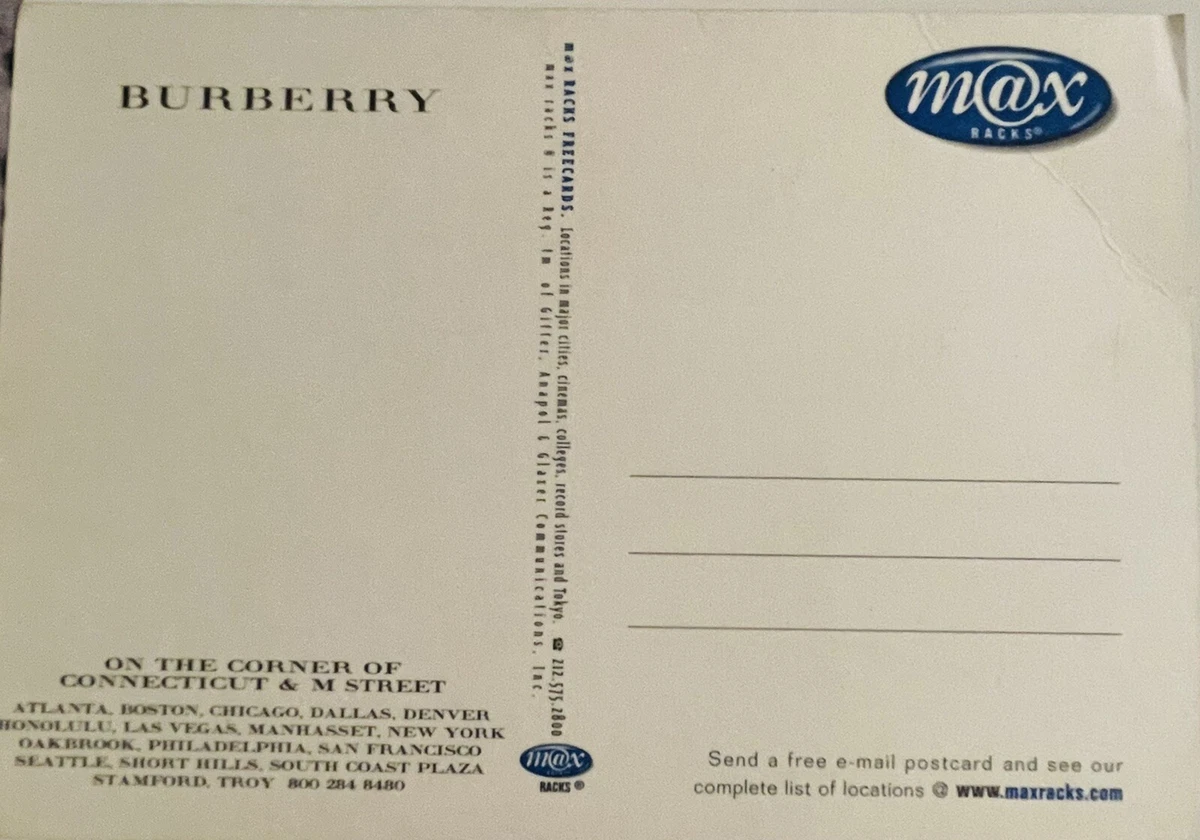 BURBERRY
ON THE CORNER OF
CONNECTICUT & M STREET
ATLANTA, BOSTON, CHICAGO, DALLAS, DENVER
HONOLULU, LAS VEGAS, MANHASSET, NEW YORK
OAKBROOK, PHILADELPHIA, SAN FRANCISCO
SEATTLE, SHORT HILLS, SOUTH COAST PLAZA
STAMFORD, TROY 800 284 8480
m@x RACKS FREECARDS. Locations in major cities, cinemas, colleges, record stores and Tokyo. ☎ 212.575.2800
max racks ® is a Reg. tm of Giffer, Anapol & Glazer Communications, Inc.
m@x
RACKS ®
m@x
RACKS®
Send a free e-mail postcard and see our
complete list of locations @ www.maxracks.com